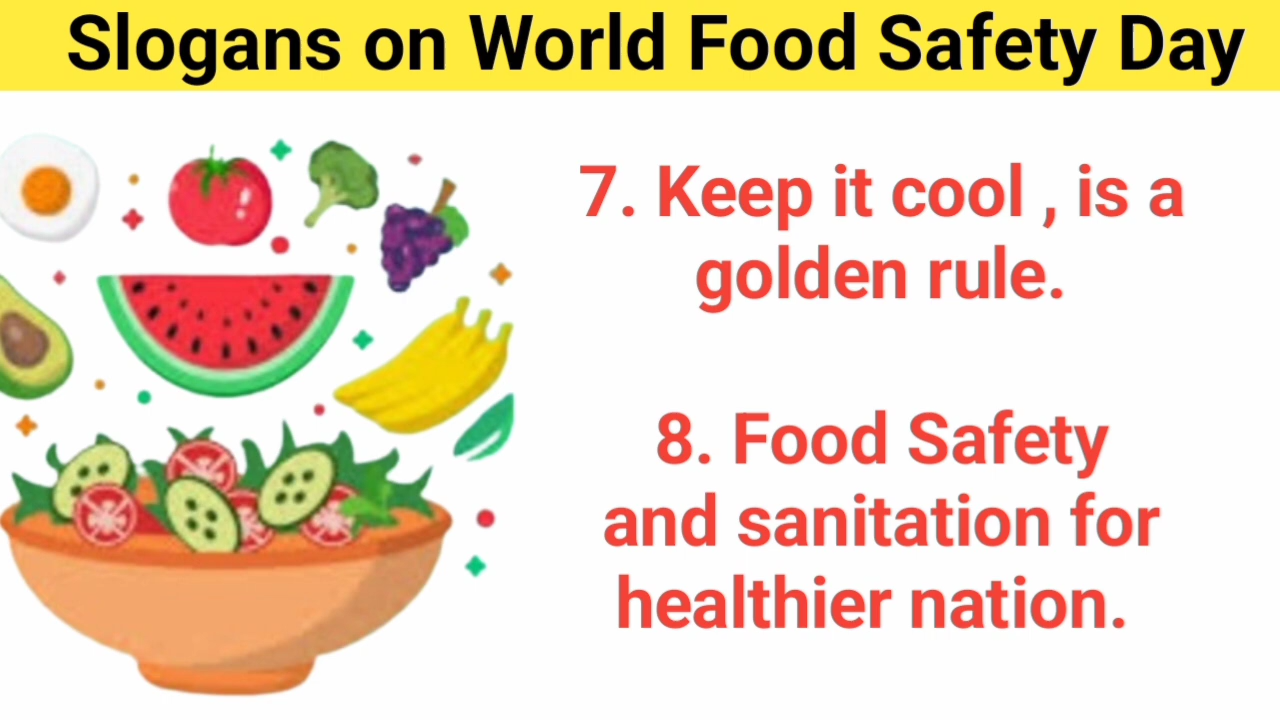 Slogans on World Food Safety Day
7. Keep it cool , is a
golden rule.
8. Food Safety
and sanitation for
healthier nation.